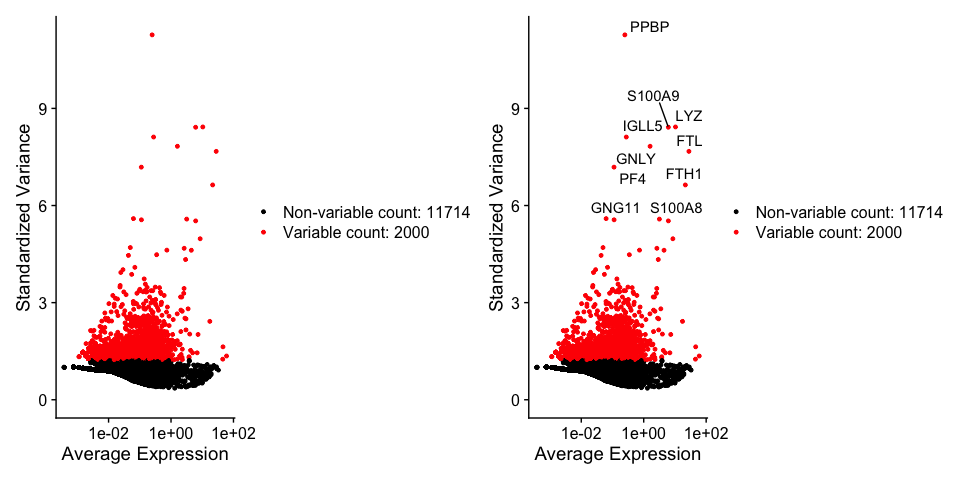 Standardized Variance
9
6
3
0
1e-02 1e+00 1e+02
Average Expression
Non-variable count: 11714
Variable count: 2000
Standardized Variance
9
6
3
0
PPBP
S100A9
LYZ
IGLL5
FTL
GNLY
PF4
FTH1
GNG11
S100A8
1e-02 1e+00 1e+02
Average Expression
Non-variable count: 11714
Variable count: 2000